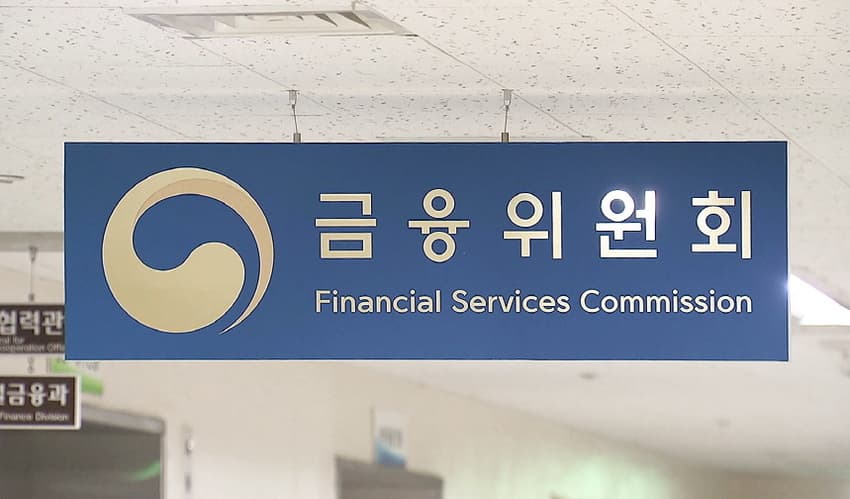 금융위원회
Financial Services Commission
협력관
금융과
Finance Division